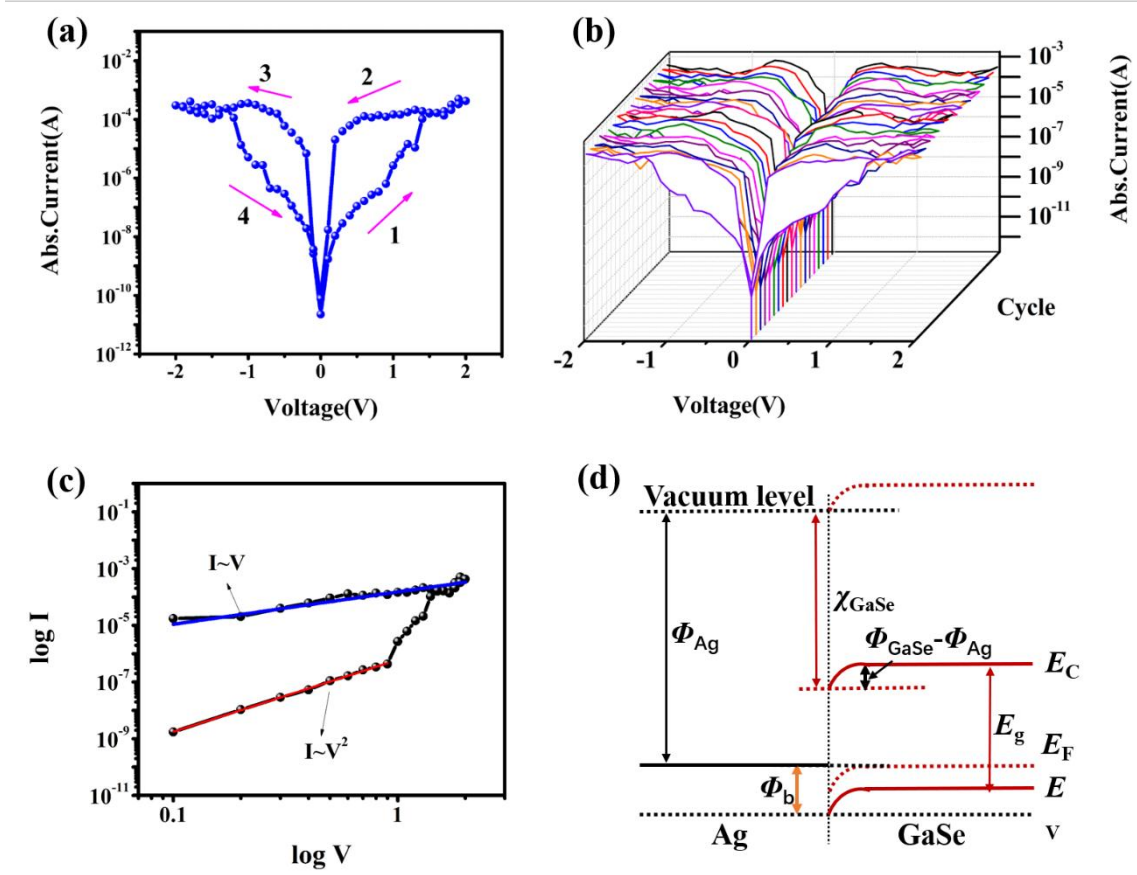 (a)
10⁻²
10⁻⁴
10⁻⁶
10⁻⁸
10⁻¹⁰
10⁻¹²
Abs.Current(A)
3
2
4
1
-2
-1
0
1
2
Voltage(V)
(b)
10⁻³
10⁻⁵
10⁻⁷
10⁻⁹
10⁻¹¹
Abs.Current(A)
Cycle
-2
-1
0
1
2
Voltage(V)
(c)
10⁻¹
10⁻³
10⁻⁵
10⁻⁷
10⁻⁹
10⁻¹¹
log I
I~V
I~V²
0.1
1
log V
(d)
Vacuum level
Φ_Ag
χ_GaSe
Φ_GaSe-Φ_Ag
E_C
E_g
E_F
Φ_b
E
V
Ag
GaSe